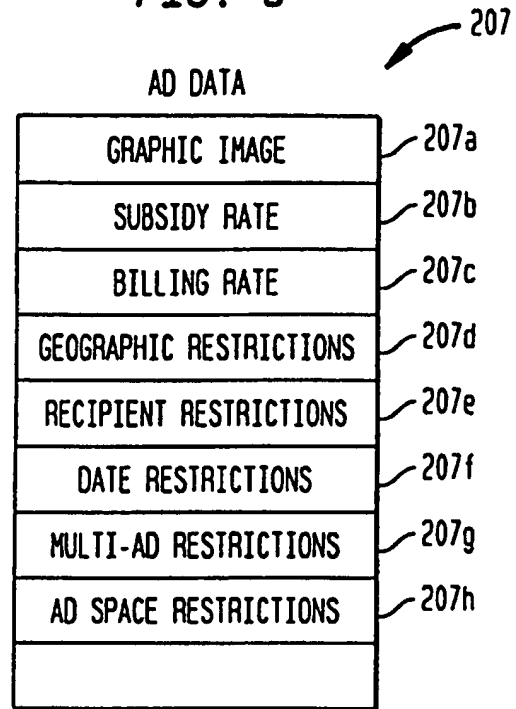 207
AD DATA
GRAPHIC IMAGE 207a
SUBSIDY RATE 207b
BILLING RATE 207c
GEOGRAPHIC RESTRICTIONS 207d
RECIPIENT RESTRICTIONS 207e
DATE RESTRICTIONS 207f
MULTI-AD RESTRICTIONS 207g
AD SPACE RESTRICTIONS 207h